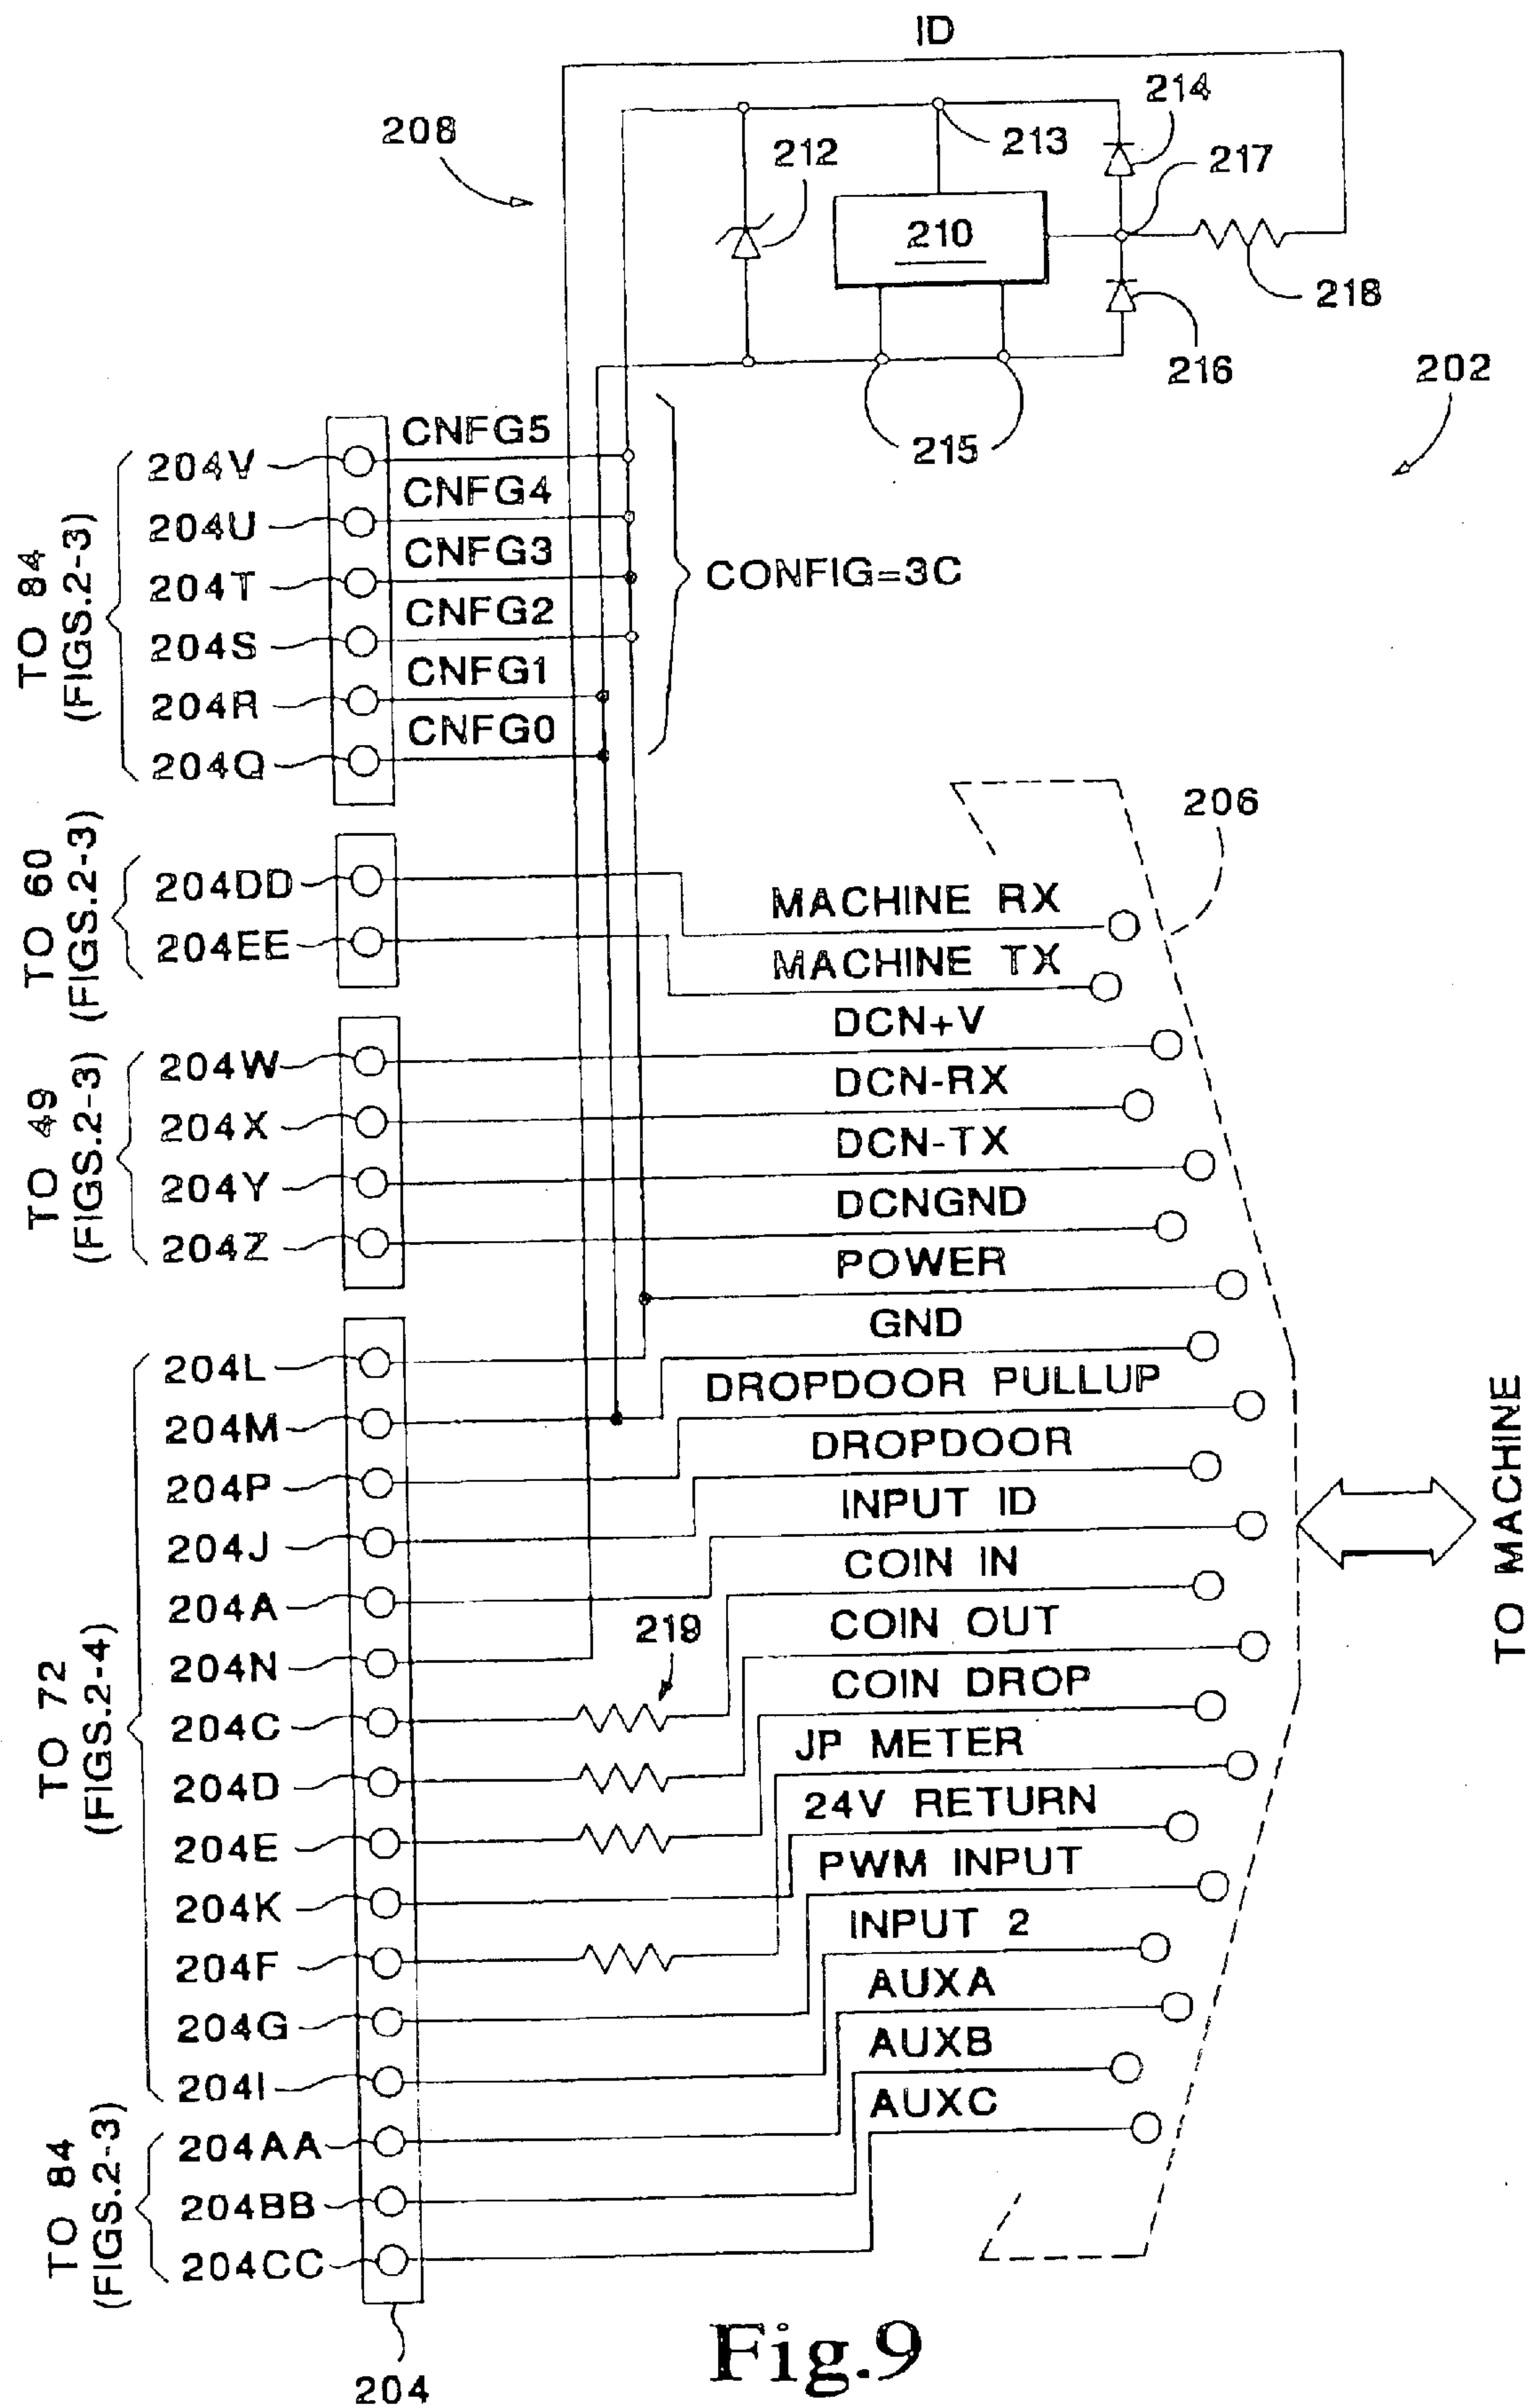 ID
208
212
213
214
217
210
218
216
215
202
TO 84
(FIGS.2-3)
204V
CNFG5
204U
CNFG4
204T
CNFG3
204S
CNFG2
204R
CNFG1
204Q
CNFG0
CONFIG=3C
206
TO 60
(FIGS.2-3)
204DD
MACHINE RX
204EE
MACHINE TX
TO 49
(FIGS.2-3)
204W
DCN+V
204X
DCN-RX
204Y
DCN-TX
204Z
DCNGND
POWER
GND
TO 72
(FIGS.2-4)
204L
204M
DROPDOOR PULLUP
204P
DROPDOOR
204J
INPUT ID
204A
COIN IN
204N
219
COIN OUT
204C
COIN DROP
204D
JP METER
204E
24V RETURN
204K
PWM INPUT
204F
INPUT 2
204G
AUXA
204I
AUXB
TO 84
(FIGS.2-3)
204AA
AUXC
204BB
204CC
204
TO MACHINE
Fig.9